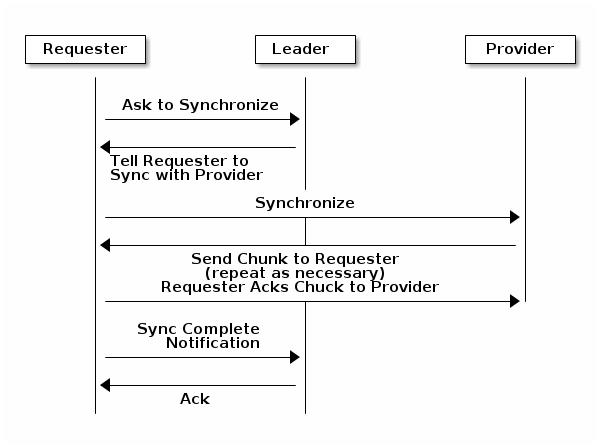 Requester
Leader
Provider
Ask to Synchronize
Tell Requester to
Sync with Provider
Synchronize
Send Chunk to Requester
(repeat as necessary)
Requester Acks Chuck to Provider
Sync Complete
Notification
Ack